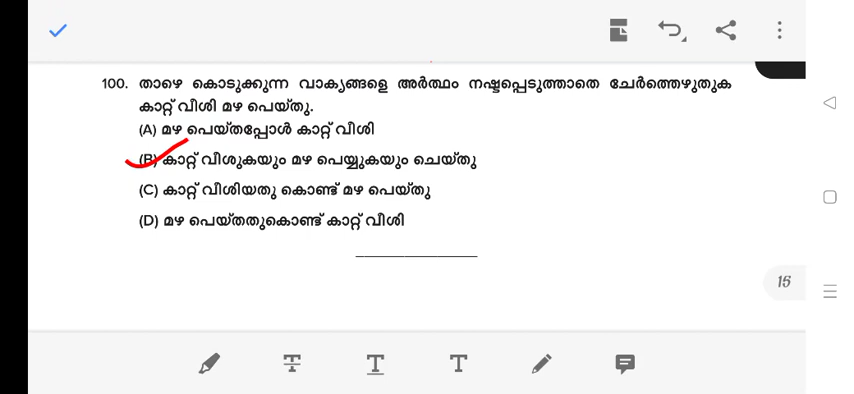 100. താഴെ കൊടുക്കുന്ന വാക്യങ്ങളെ അർത്ഥം നഷ്ടപ്പെടുത്താതെ ചേർത്തെഴുതുക
കാറ്റ് വീശി മഴ പെയ്തു.
(A) മഴ പെയ്തപ്പോൾ കാറ്റ് വീശി
(B) കാറ്റ് വീശുകയും മഴ പെയ്യുകയും ചെയ്തു
(C) കാറ്റ് വീശിയതു കൊണ്ട് മഴ പെയ്തു
(D) മഴ പെയ്തതുകൊണ്ട് കാറ്റ് വീശി
15